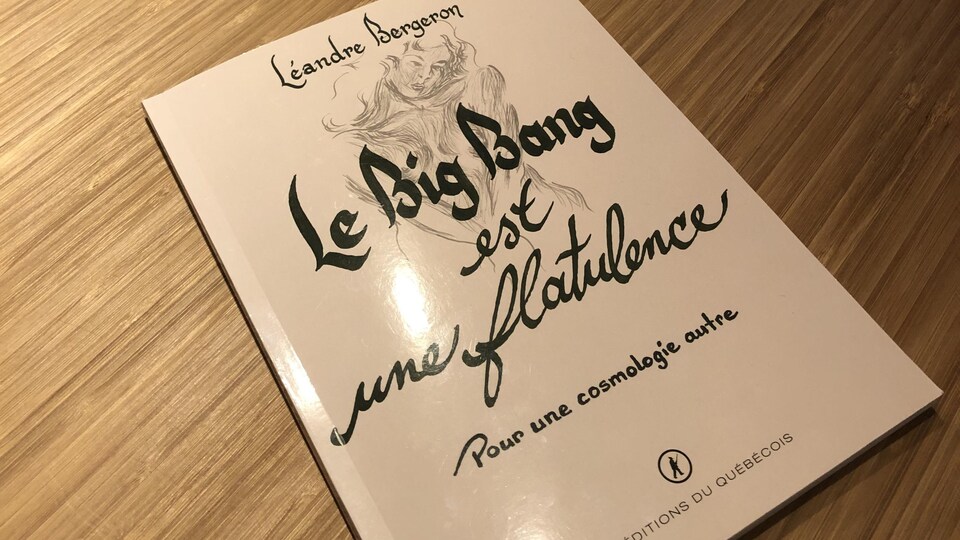 Léandre Bergeron
Le Big Bang
est
une flatulence
Pour une cosmologie autre
ÉDITIONS DU QUÉBÉCOIS